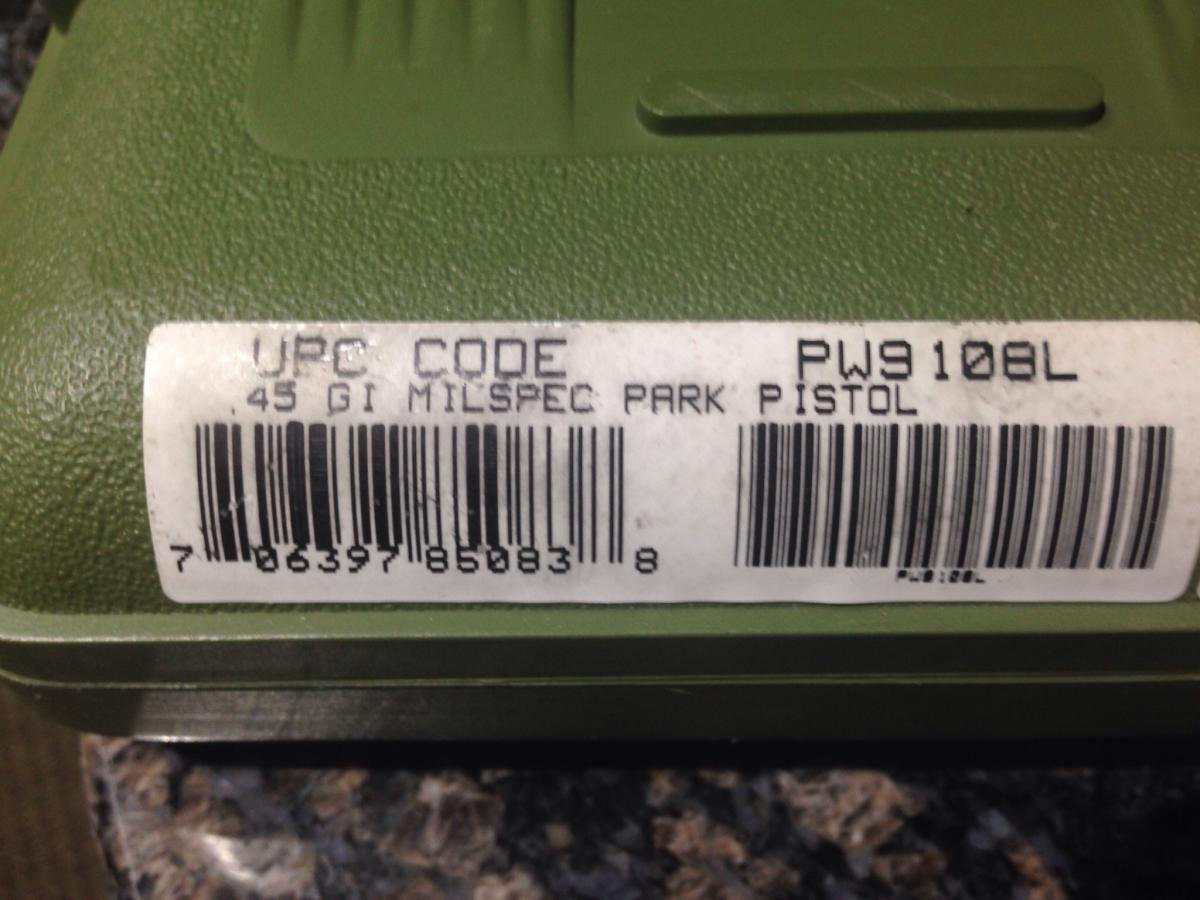 UPC CODE PW9108L
.45 GI MILSPEC PARK PISTOL
7 06397 85083 8
PW9108L